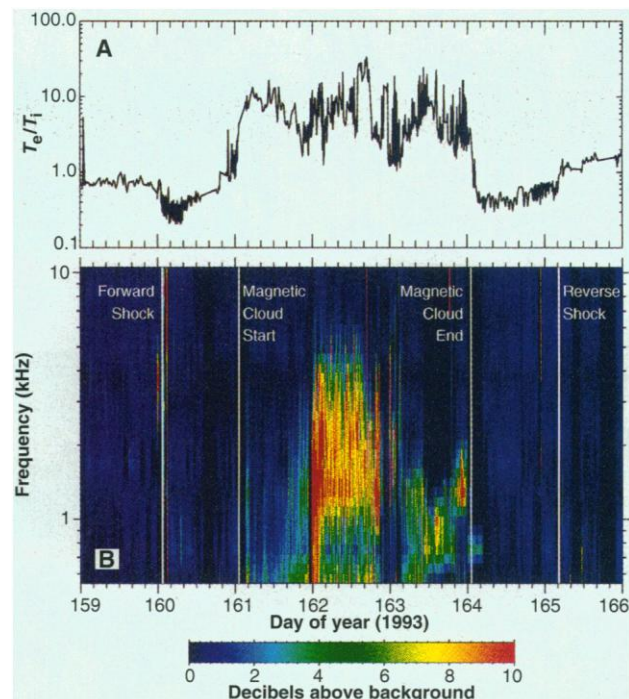 A
100.0
10.0
1.0
0.1
Te/Ti
10
1
Frequency (kHz)
Forward
Shock
Magnetic
Cloud
Start
Magnetic
Cloud
End
Reverse
Shock
B
159 160 161 162 163 164 165 166
Day of year (1993)
0 2 4 6 8 10
Decibels above background